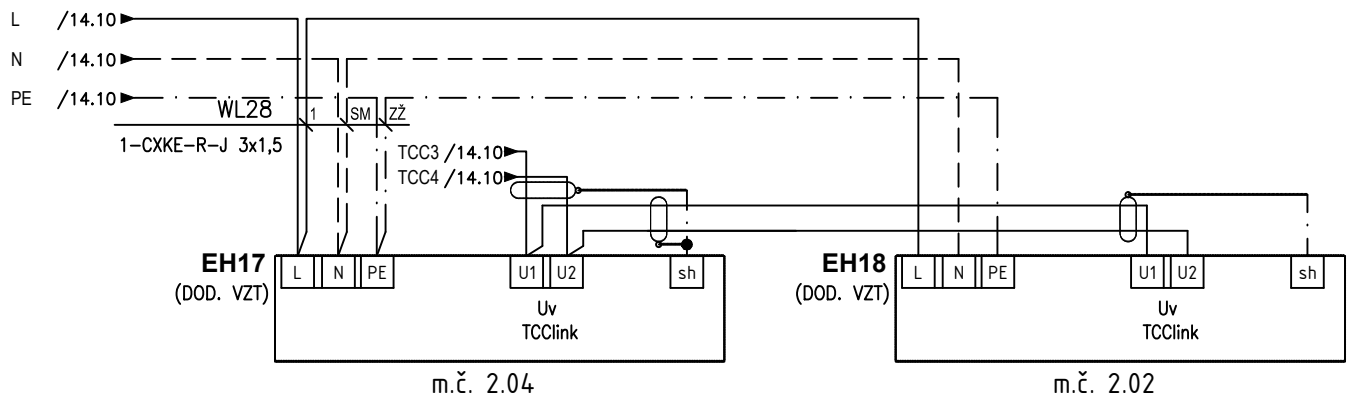 L /14.10
N /14.10
PE /14.10
WL28 1 SM ZŽ
1-CXKE-R-J 3x1,5
TCC3 /14.10
TCC4 /14.10
EH17 L N PE U1 U2 sh
(DOD. VZT)
Uv
TCClink
m.č. 2.04
EH18 L N PE U1 U2 sh
(DOD. VZT)
Uv
TCClink
m.č. 2.02